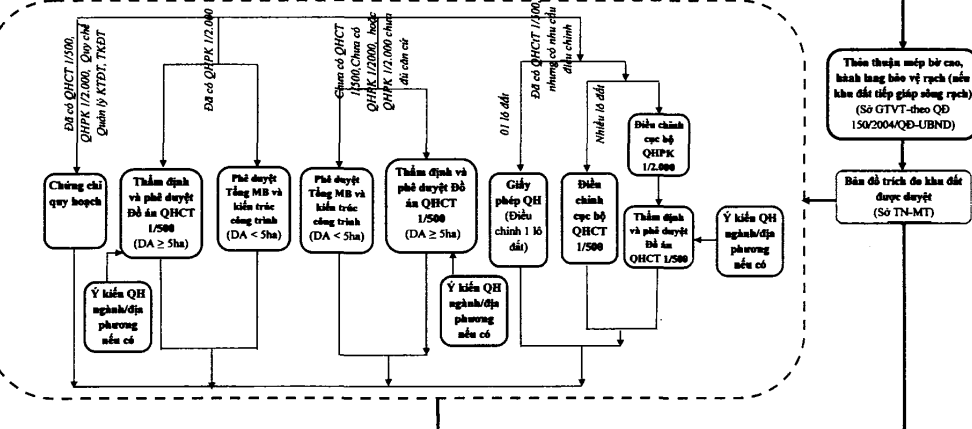 Đã có QHCT 1/500,
QHPK 1/2.000, Quy chế
Quản lý KTĐT, TKĐT
Đã có QHPK 1/2.000
Chưa có QHCT
1/500,Chưa có
QHPK 1/2000, hoặc
QHPK 1/2.000 chưa
đủ căn cứ
Đã có QHCT 1/500,
nhưng có nhu cầu
điều chỉnh
01 lô đất
Nhiều lô đất
Chứng chỉ
quy hoạch
Thẩm định
và phê duyệt
Đồ án QHCT
1/500
(DA ≥ 5ha)
Phê duyệt
Tổng MB và
kiến trúc
công trình
(DA < 5ha)
Phê duyệt
Tổng MB và
kiến trúc
công trình
(DA < 5ha)
Thẩm định và
phê duyệt Đồ
án QHCT
1/500
(DA ≥ 5ha)
Giấy
phép QH
(Điều
chỉnh 1 lô
đất)
Điều
chỉnh
cục bộ
QHCT
1/500
Điều chỉnh
cục bộ
QHPK
1/2.000
Thẩm định
và phê duyệt
Đồ án
QHCT 1/500
Ý kiến QH
ngành/địa
phương
nếu có
Ý kiến QH
ngành/địa
phương
nếu có
Ý kiến QH
ngành/địa
phương
nếu có
Thỏa thuận mép bờ cao,
hành lang bảo vệ rạch (nếu
khu đất tiếp giáp sông rạch)
(Sở GTVT-theo QĐ
150/2004/QĐ-UBND)
Bản đồ trích đo khu đất
được duyệt
(Sở TN-MT)